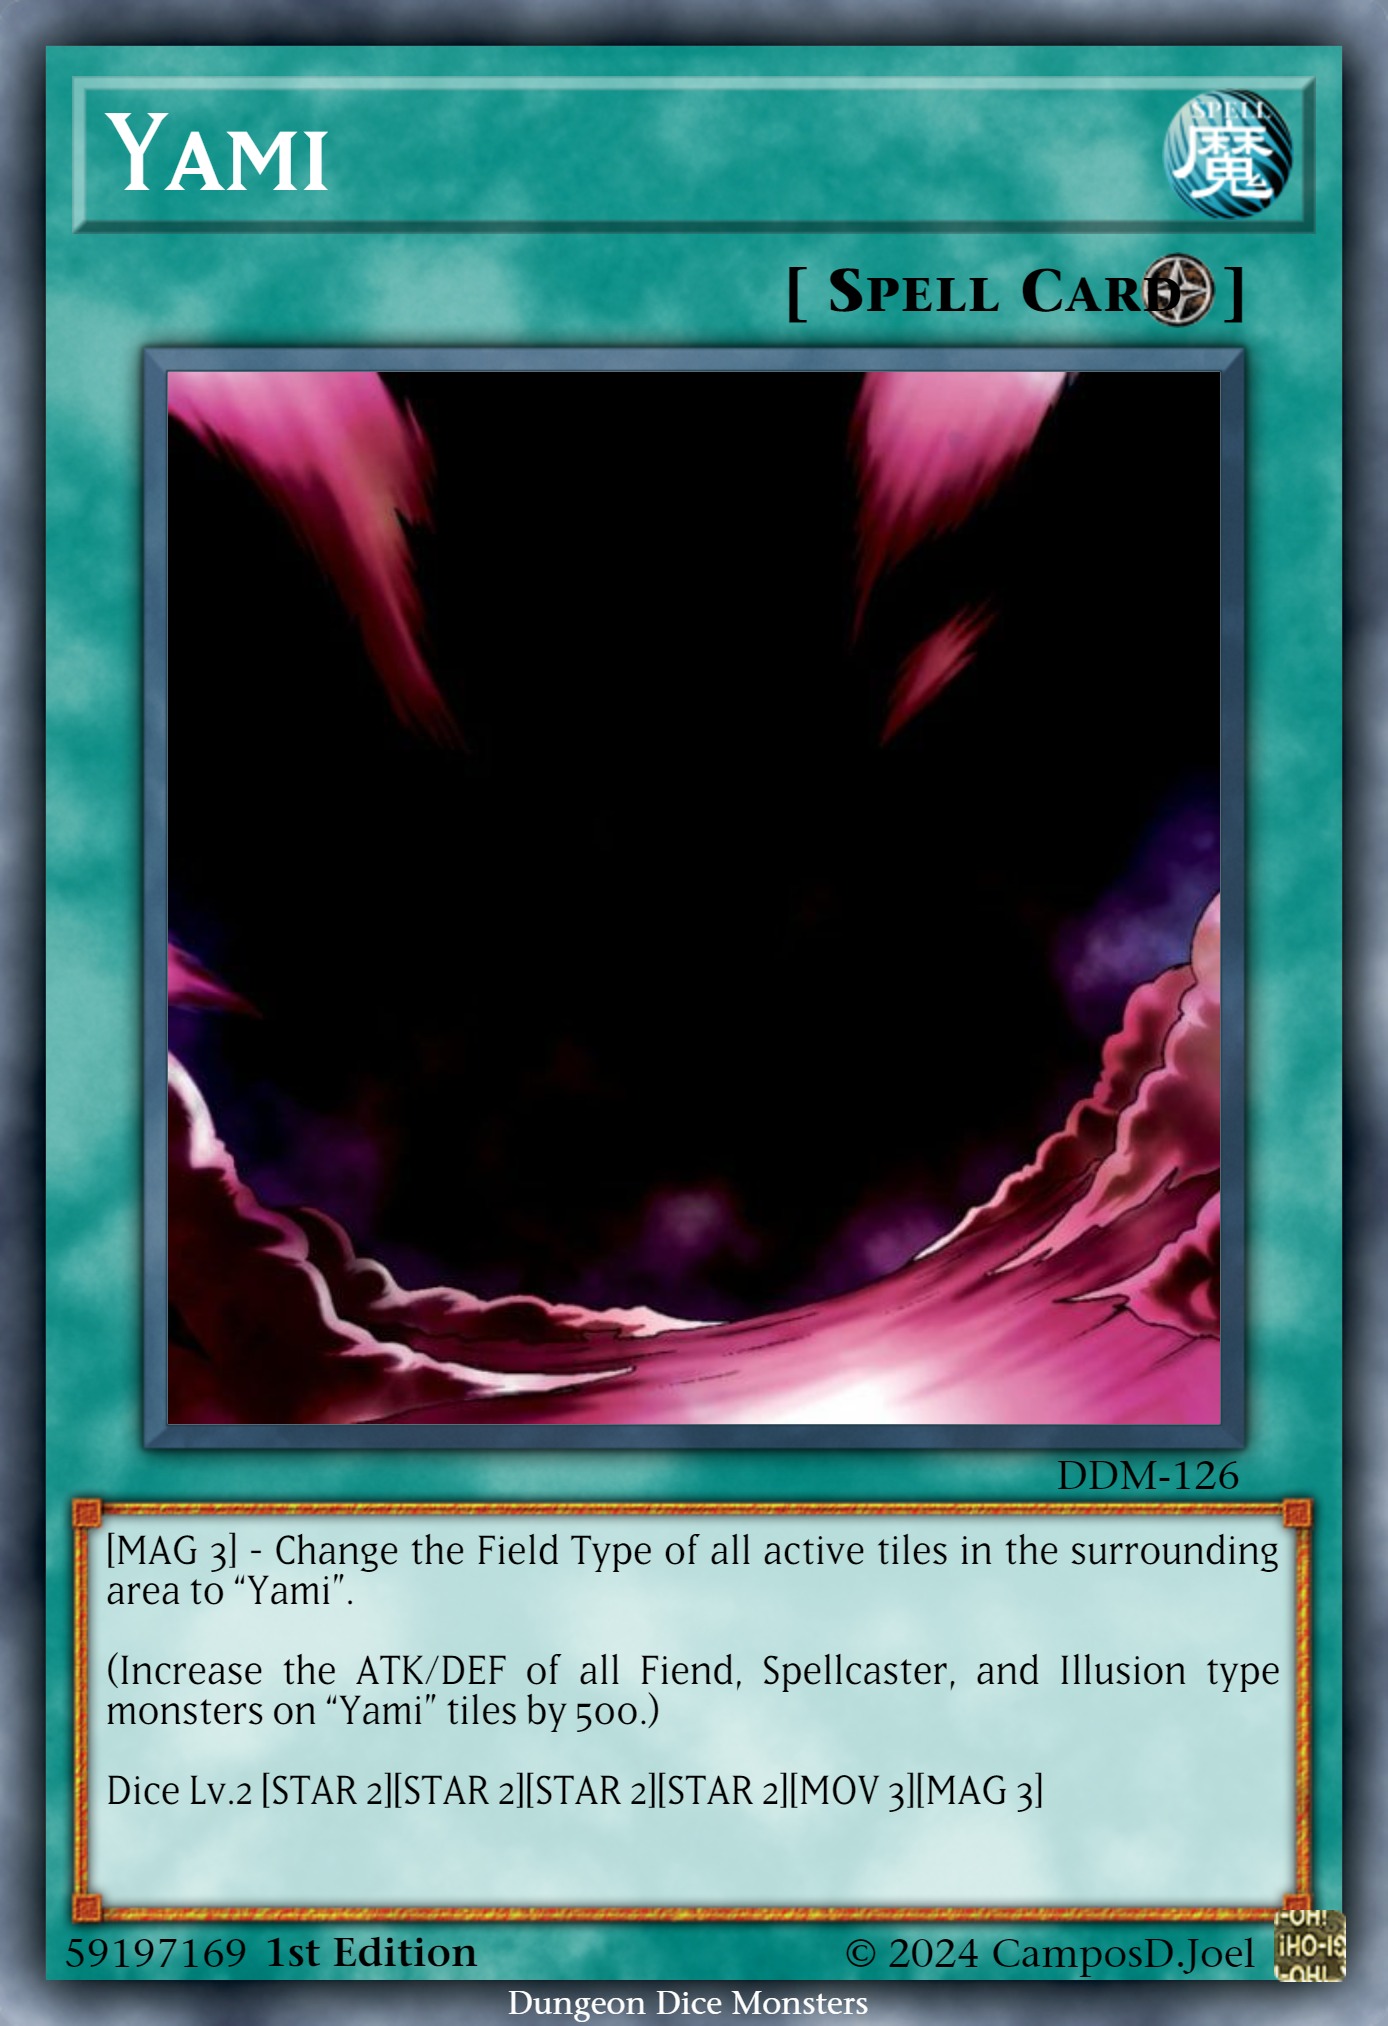 Yami
SPELL
魔
[ Spell Card ]
DDM-126
[MAG 3] - Change the Field Type of all active tiles in the surrounding
area to “Yami”.
(Increase the ATK/DEF of all Fiend, Spellcaster, and Illusion type
monsters on “Yami” tiles by 500.)
Dice Lv.2 [STAR 2][STAR 2][STAR 2][STAR 2][MOV 3][MAG 3]
59197169 1st Edition
© 2024 CamposD.Joel
Dungeon Dice Monsters